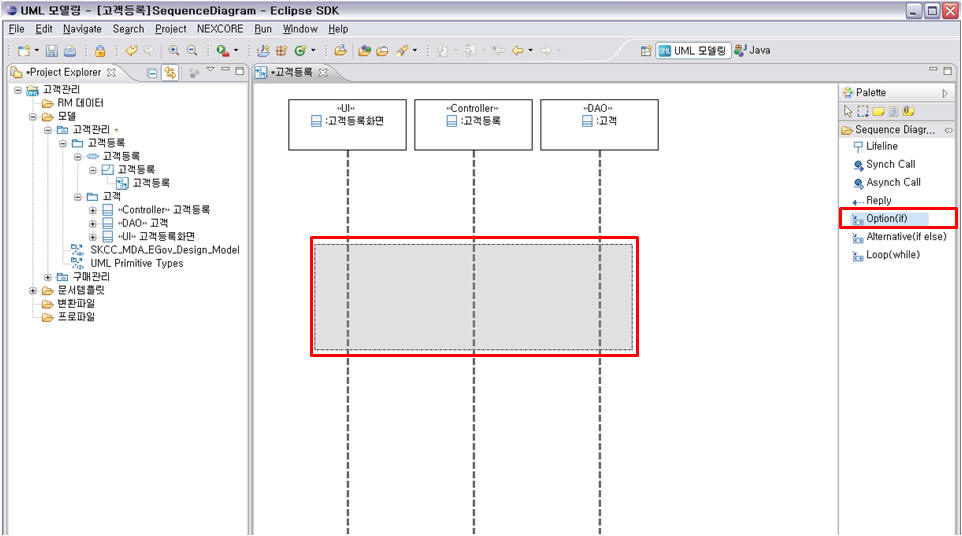 UML 모델링 - [고객등록]SequenceDiagram - Eclipse SDK
File Edit Navigate Search Project NEXCORE Run Window Help
UML 모델링 Java
*Project Explorer
고객관리
RM 데이터
모델
고객관리 *
고객등록
고객등록
고객등록
고객등록
고객
«Controller» 고객등록
«DAO» 고객
«UI» 고객등록화면
SKCC_MDA_EGov_Design_Model
UML Primitive Types
구매관리
문서템플릿
변환파일
프로파일
*고객등록
«UI»
:고객등록화면
«Controller»
:고객등록
«DAO»
:고객
Palette
Sequence Diagr...
Lifeline
Synch Call
Asynch Call
Reply
Option(if)
Alternative(if else)
Loop(while)